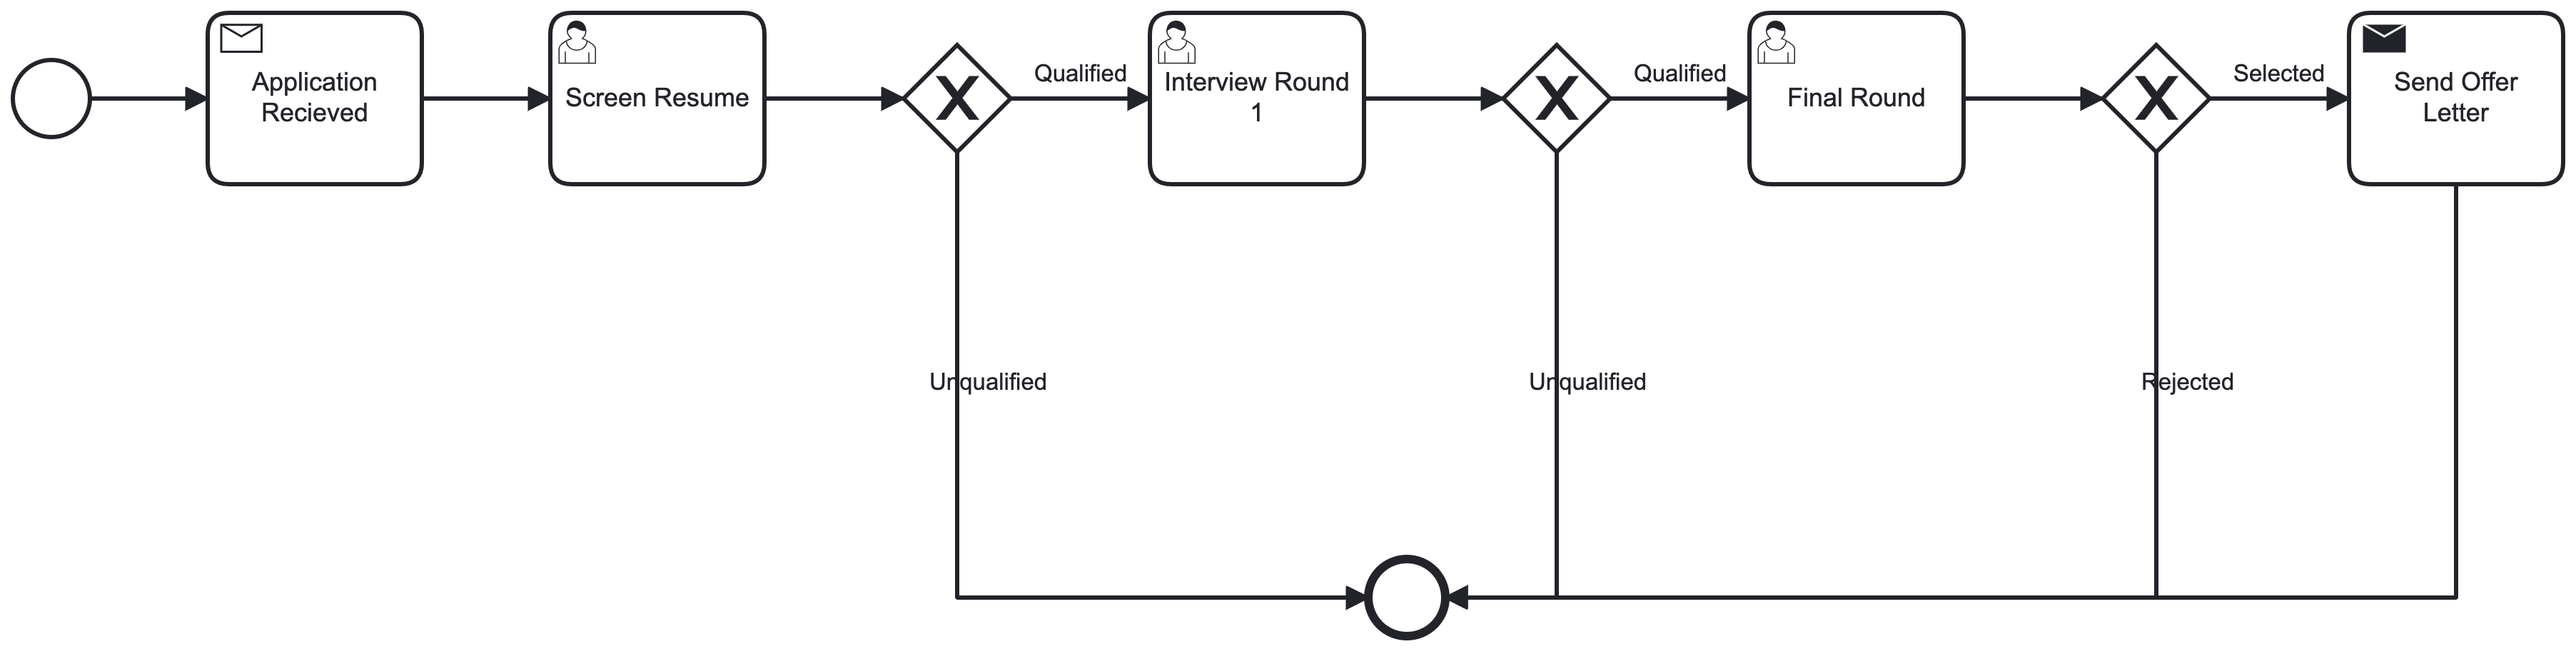 Application
Recieved
Screen Resume
X
Qualified
Interview Round
1
X
Qualified
Final Round
X
Selected
Send Offer
Letter
Unqualified
Unqualified
Rejected